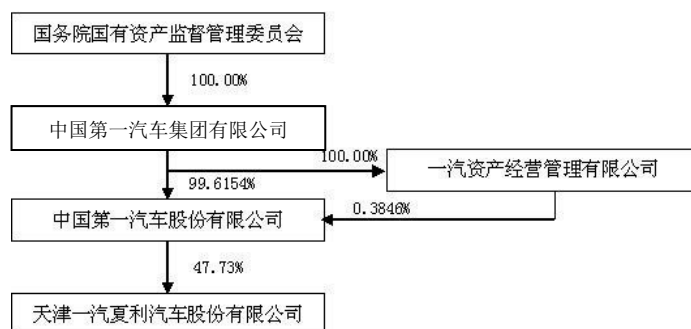 国务院国有资产监督管理委员会
100.00%
中国第一汽车集团有限公司
100.00%
一汽资产经营管理有限公司
99.6154%
0.3846%
中国第一汽车股份有限公司
47.73%
天津一汽夏利汽车股份有限公司